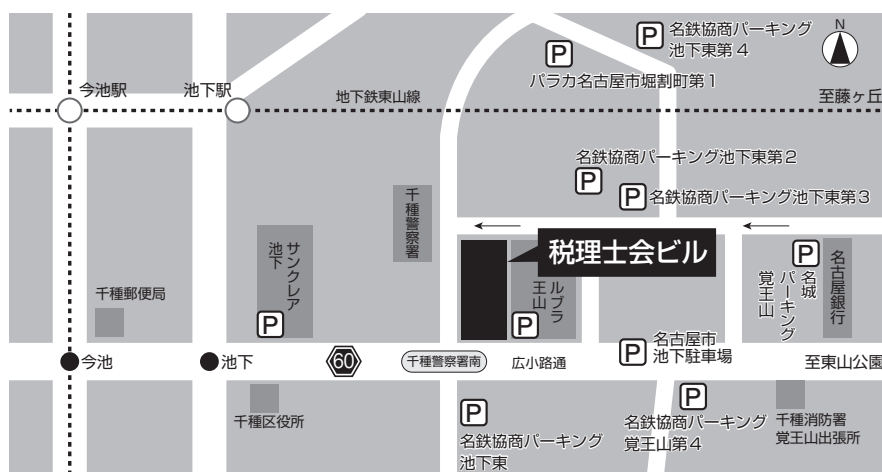 名鉄協商パーキング
池下東第4
N
パラカ名古屋市堀割町第1
今池駅
池下駅
地下鉄東山線
至藤ヶ丘
名鉄協商パーキング池下東第2
名鉄協商パーキング池下東第3
千種警察署
サンクレア
池下
税理士会ビル
ルブラ
王山
名城
パーキング
覚王山
名古屋銀行
千種郵便局
今池
池下
60
千種警察署南
広小路通
名古屋市
池下駐車場
至東山公園
千種区役所
名鉄協商パーキング
池下東
名鉄協商パーキング
覚王山第4
千種消防署
覚王山出張所
P
P
P
P
P
P
P
P
P
P